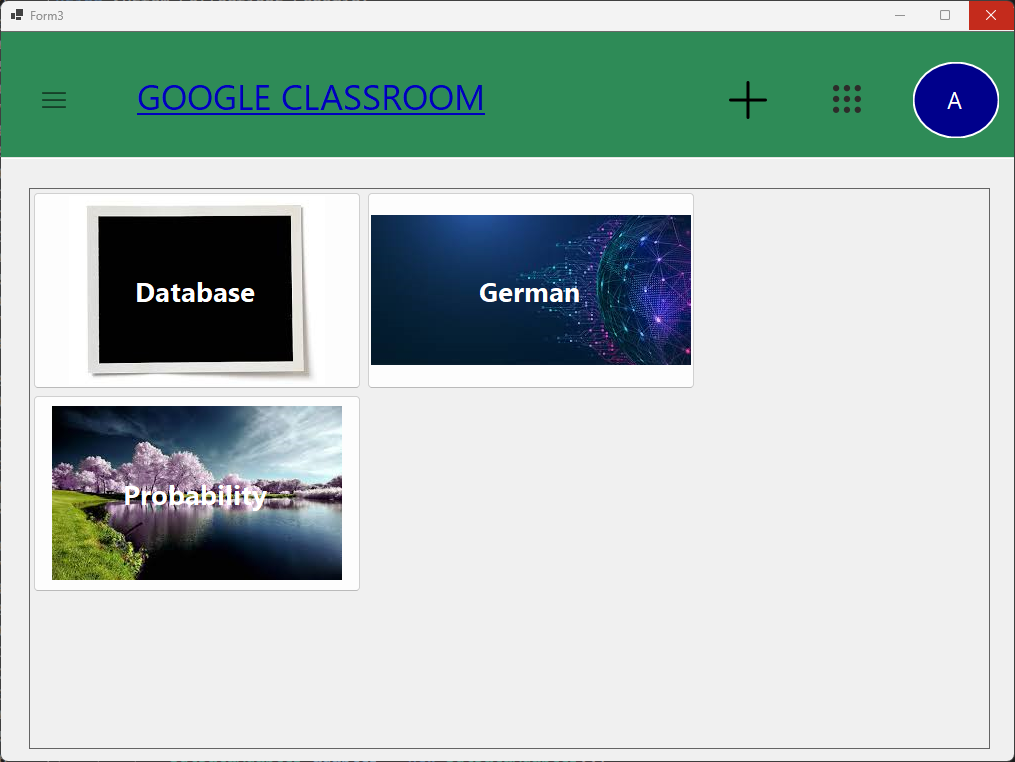 Form3
GOOGLE CLASSROOM
A
Database
German
Probability